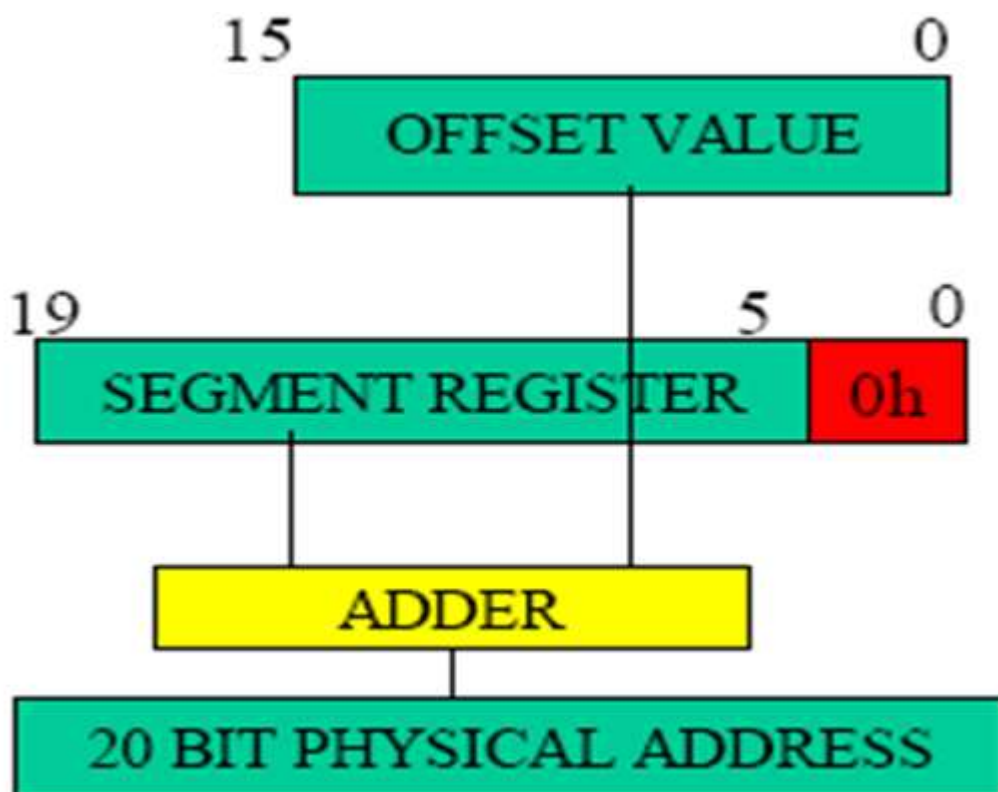 15 0
OFFSET VALUE
19 5 0
SEGMENT REGISTER 0h
ADDER
20 BIT PHYSICAL ADDRESS